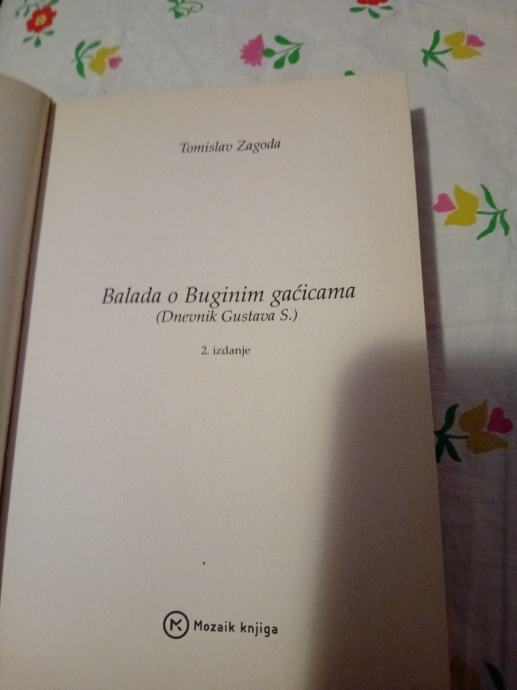 Tomislav Zagoda
Balada o Buginim gaćicama
(Dnevnik Gustava S.)
2. izdanje
Mozaik knjiga